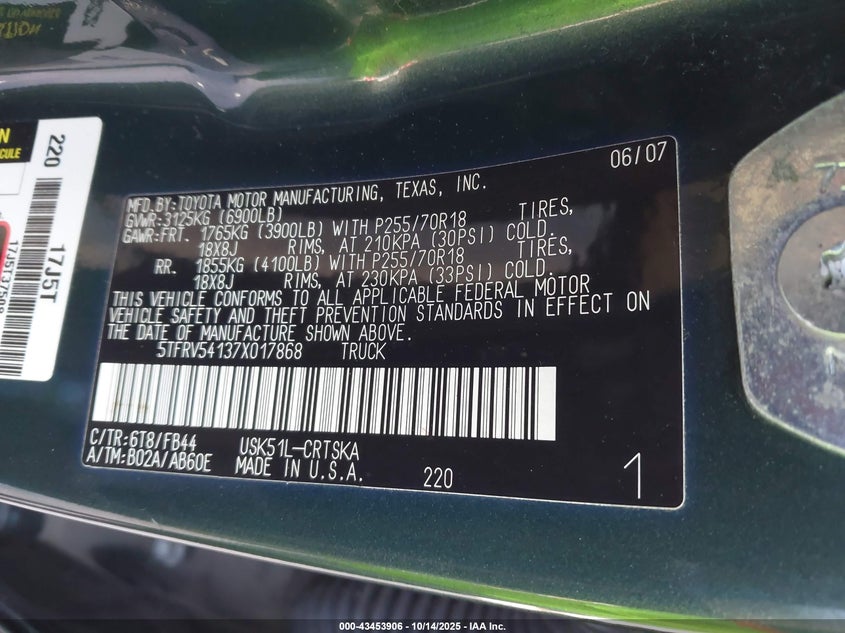 220
17J5T
06/07
MFD.BY:TOYOTA MOTOR MANUFACTURING, TEXAS, INC.
GVWR:3125KG (6900LB)
GAWR:FRT. 1765KG (3900LB) WITH P255/70R18 TIRES,
18X8J RIMS, AT 210KPA (30PSI) COLD.
RR. 1855KG (4100LB) WITH P255/70R18 TIRES,
18X8J RIMS, AT 230KPA (33PSI) COLD.
THIS VEHICLE CONFORMS TO ALL APPLICABLE FEDERAL MOTOR
VEHICLE SAFETY AND THEFT PREVENTION STANDARDS IN EFFECT ON
THE DATE OF MANUFACTURE SHOWN ABOVE.
5TFRV54137X017868 TRUCK
C/TR:6T8/FB44 USK51L-CRTSKA
A/TM:B02A/AB60E MADE IN U.S.A. 220 1
000-43453906 - 10/14/2025 - IAA Inc.